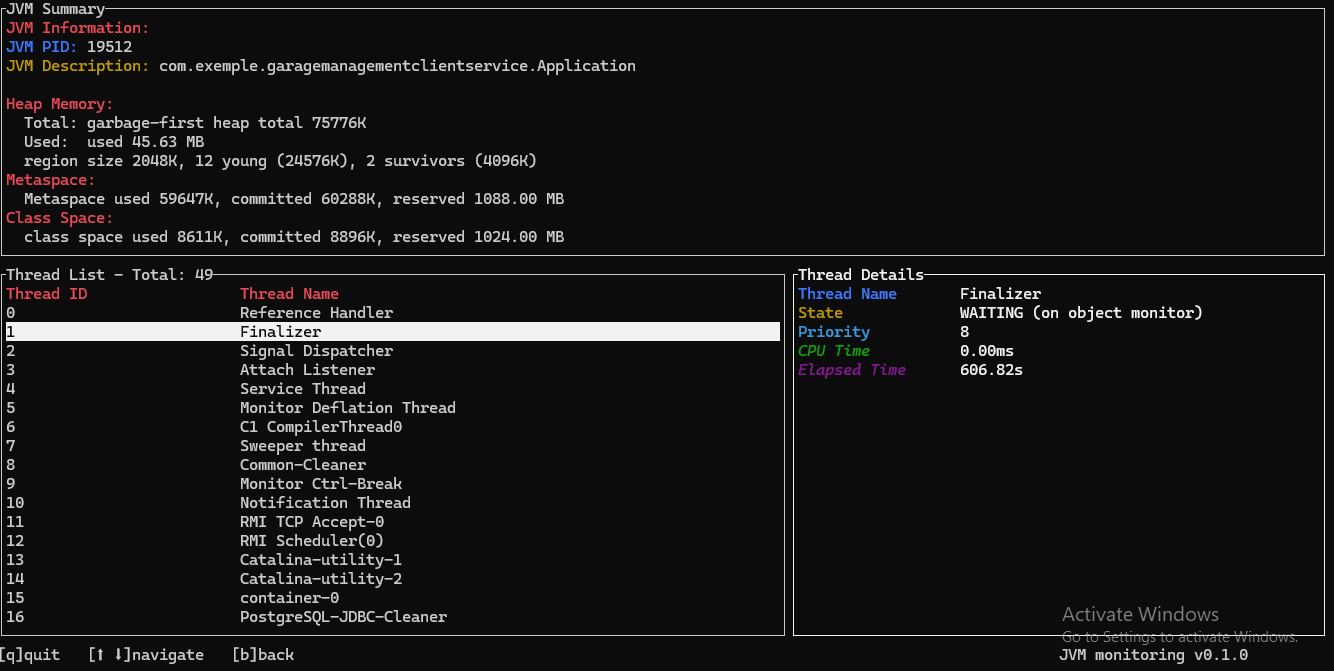 JVM Summary
JVM Information:
JVM PID: 19512
JVM Description: com.exemple.garagemanagementclientservice.Application
Heap Memory:
Total: garbage-first heap total 75776K
Used:  used 45.63 MB
region size 2048K, 12 young (24576K), 2 survivors (4096K)
Metaspace:
Metaspace used 59647K, committed 60288K, reserved 1088.00 MB
Class Space:
class space used 8611K, committed 8896K, reserved 1024.00 MB
Thread List - Total: 49
Thread ID Thread Name
0 Reference Handler
1 Finalizer
2 Signal Dispatcher
3 Attach Listener
4 Service Thread
5 Monitor Deflation Thread
6 C1 CompilerThread0
7 Sweeper thread
8 Common-Cleaner
9 Monitor Ctrl-Break
10 Notification Thread
11 RMI TCP Accept-0
12 RMI Scheduler(0)
13 Catalina-utility-1
14 Catalina-utility-2
15 container-0
16 PostgreSQL-JDBC-Cleaner
Thread Details
Thread Name Finalizer
State WAITING (on object monitor)
Priority 8
CPU Time 0.00ms
Elapsed Time 606.82s
Activate Windows
Go to Settings to activate Windows.
[q]quit [↑ ↓]navigate [b]back JVM monitoring v0.1.0